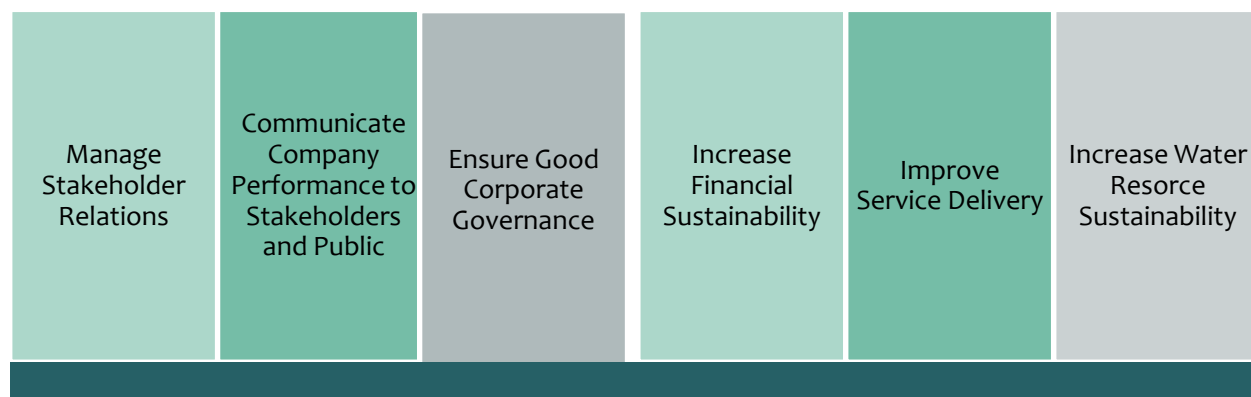 Manage
Stakeholder
Relations
Communicate
Company
Performance to
Stakeholders
and Public
Ensure Good
Corporate
Governance
Increase
Financial
Sustainability
Improve
Service Delivery
Increase Water
Resorce
Sustainability